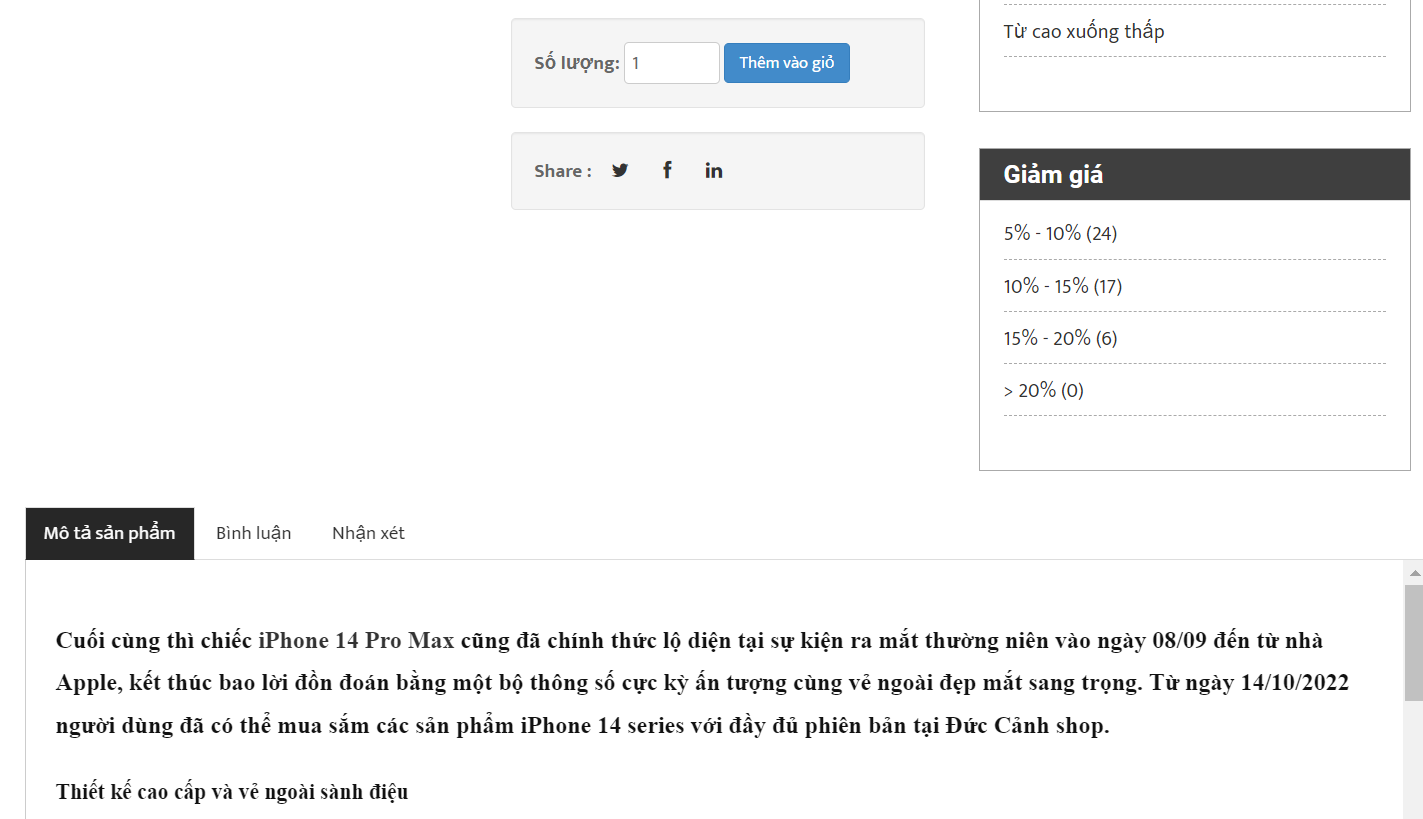 Từ cao xuống thấp
Số lượng: 1 Thêm vào giỏ
Share :
Giảm giá
5% - 10% (24)
10% - 15% (17)
15% - 20% (6)
> 20% (0)
Mô tả sản phẩm Bình luận Nhận xét
Cuối cùng thì chiếc iPhone 14 Pro Max cũng đã chính thức lộ diện tại sự kiện ra mắt thường niên vào ngày 08/09 đến từ nhà
Apple, kết thúc bao lời đồn đoán bằng một bộ thông số cực kỳ ấn tượng cùng vẻ ngoài đẹp mắt sang trọng. Từ ngày 14/10/2022
người dùng đã có thể mua sắm các sản phẩm iPhone 14 series với đầy đủ phiên bản tại Đức Cảnh shop.
Thiết kế cao cấp và vẻ ngoài sành điệu